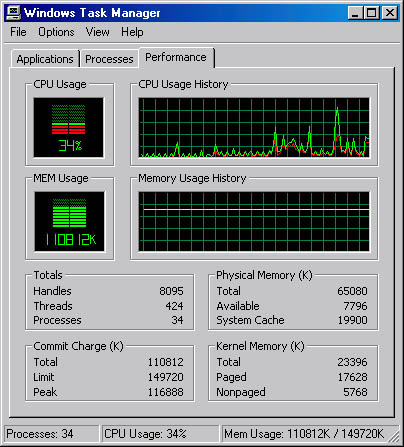 Windows Task Manager
File Options View Help
Applications Processes Performance
CPU Usage CPU Usage History
34%
MEM Usage Memory Usage History
110812K
Totals Physical Memory (K)
Handles 8095 Total 65080
Threads 424 Available 7796
Processes 34 System Cache 19900
Commit Charge (K) Kernel Memory (K)
Total 110812 Total 23396
Limit 149720 Paged 17628
Peak 116888 Nonpaged 5768
Processes: 34 CPU Usage: 34% Mem Usage: 110812K / 149720K